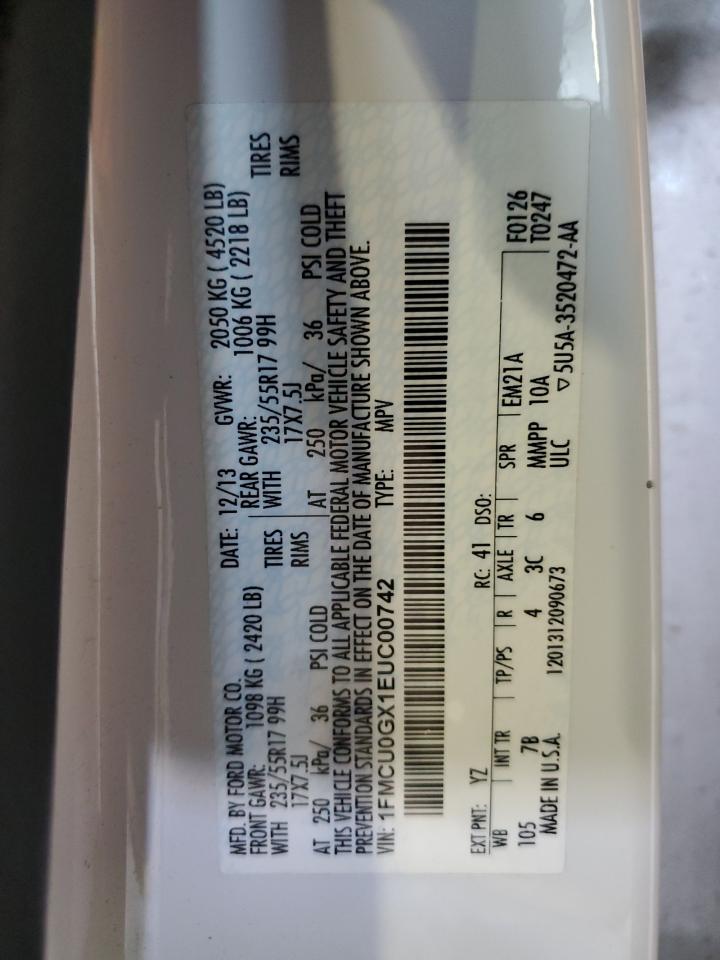 MFD. BY FORD MOTOR CO. DATE: 12/13 GVWR: 2050 KG ( 4520 LB)
FRONT GAWR: 1098 KG ( 2420 LB) REAR GAWR: 1006 KG ( 2218 LB)
WITH 235/55R17 99H TIRES WITH 235/55R17 99H TIRES
17X7.5J RIMS 17X7.5J RIMS
AT 250 kPa/ 36 PSI COLD AT 250 kPa/ 36 PSI COLD
THIS VEHICLE CONFORMS TO ALL APPLICABLE FEDERAL MOTOR VEHICLE SAFETY AND THEFT
PREVENTION STANDARDS IN EFFECT ON THE DATE OF MANUFACTURE SHOWN ABOVE.
VIN: 1FMCU0GX1EUC00742 TYPE: MPV
EXT PNT: YZ RC: 41 DSO:
WB INT TR TP/PS R AXLE TR SPR EM21A F0126
105 7B 4 3C 6 MMPP 10A T0247
MADE IN U.S.A. 1201312090673 ULC ▽5U5A-3520472-AA